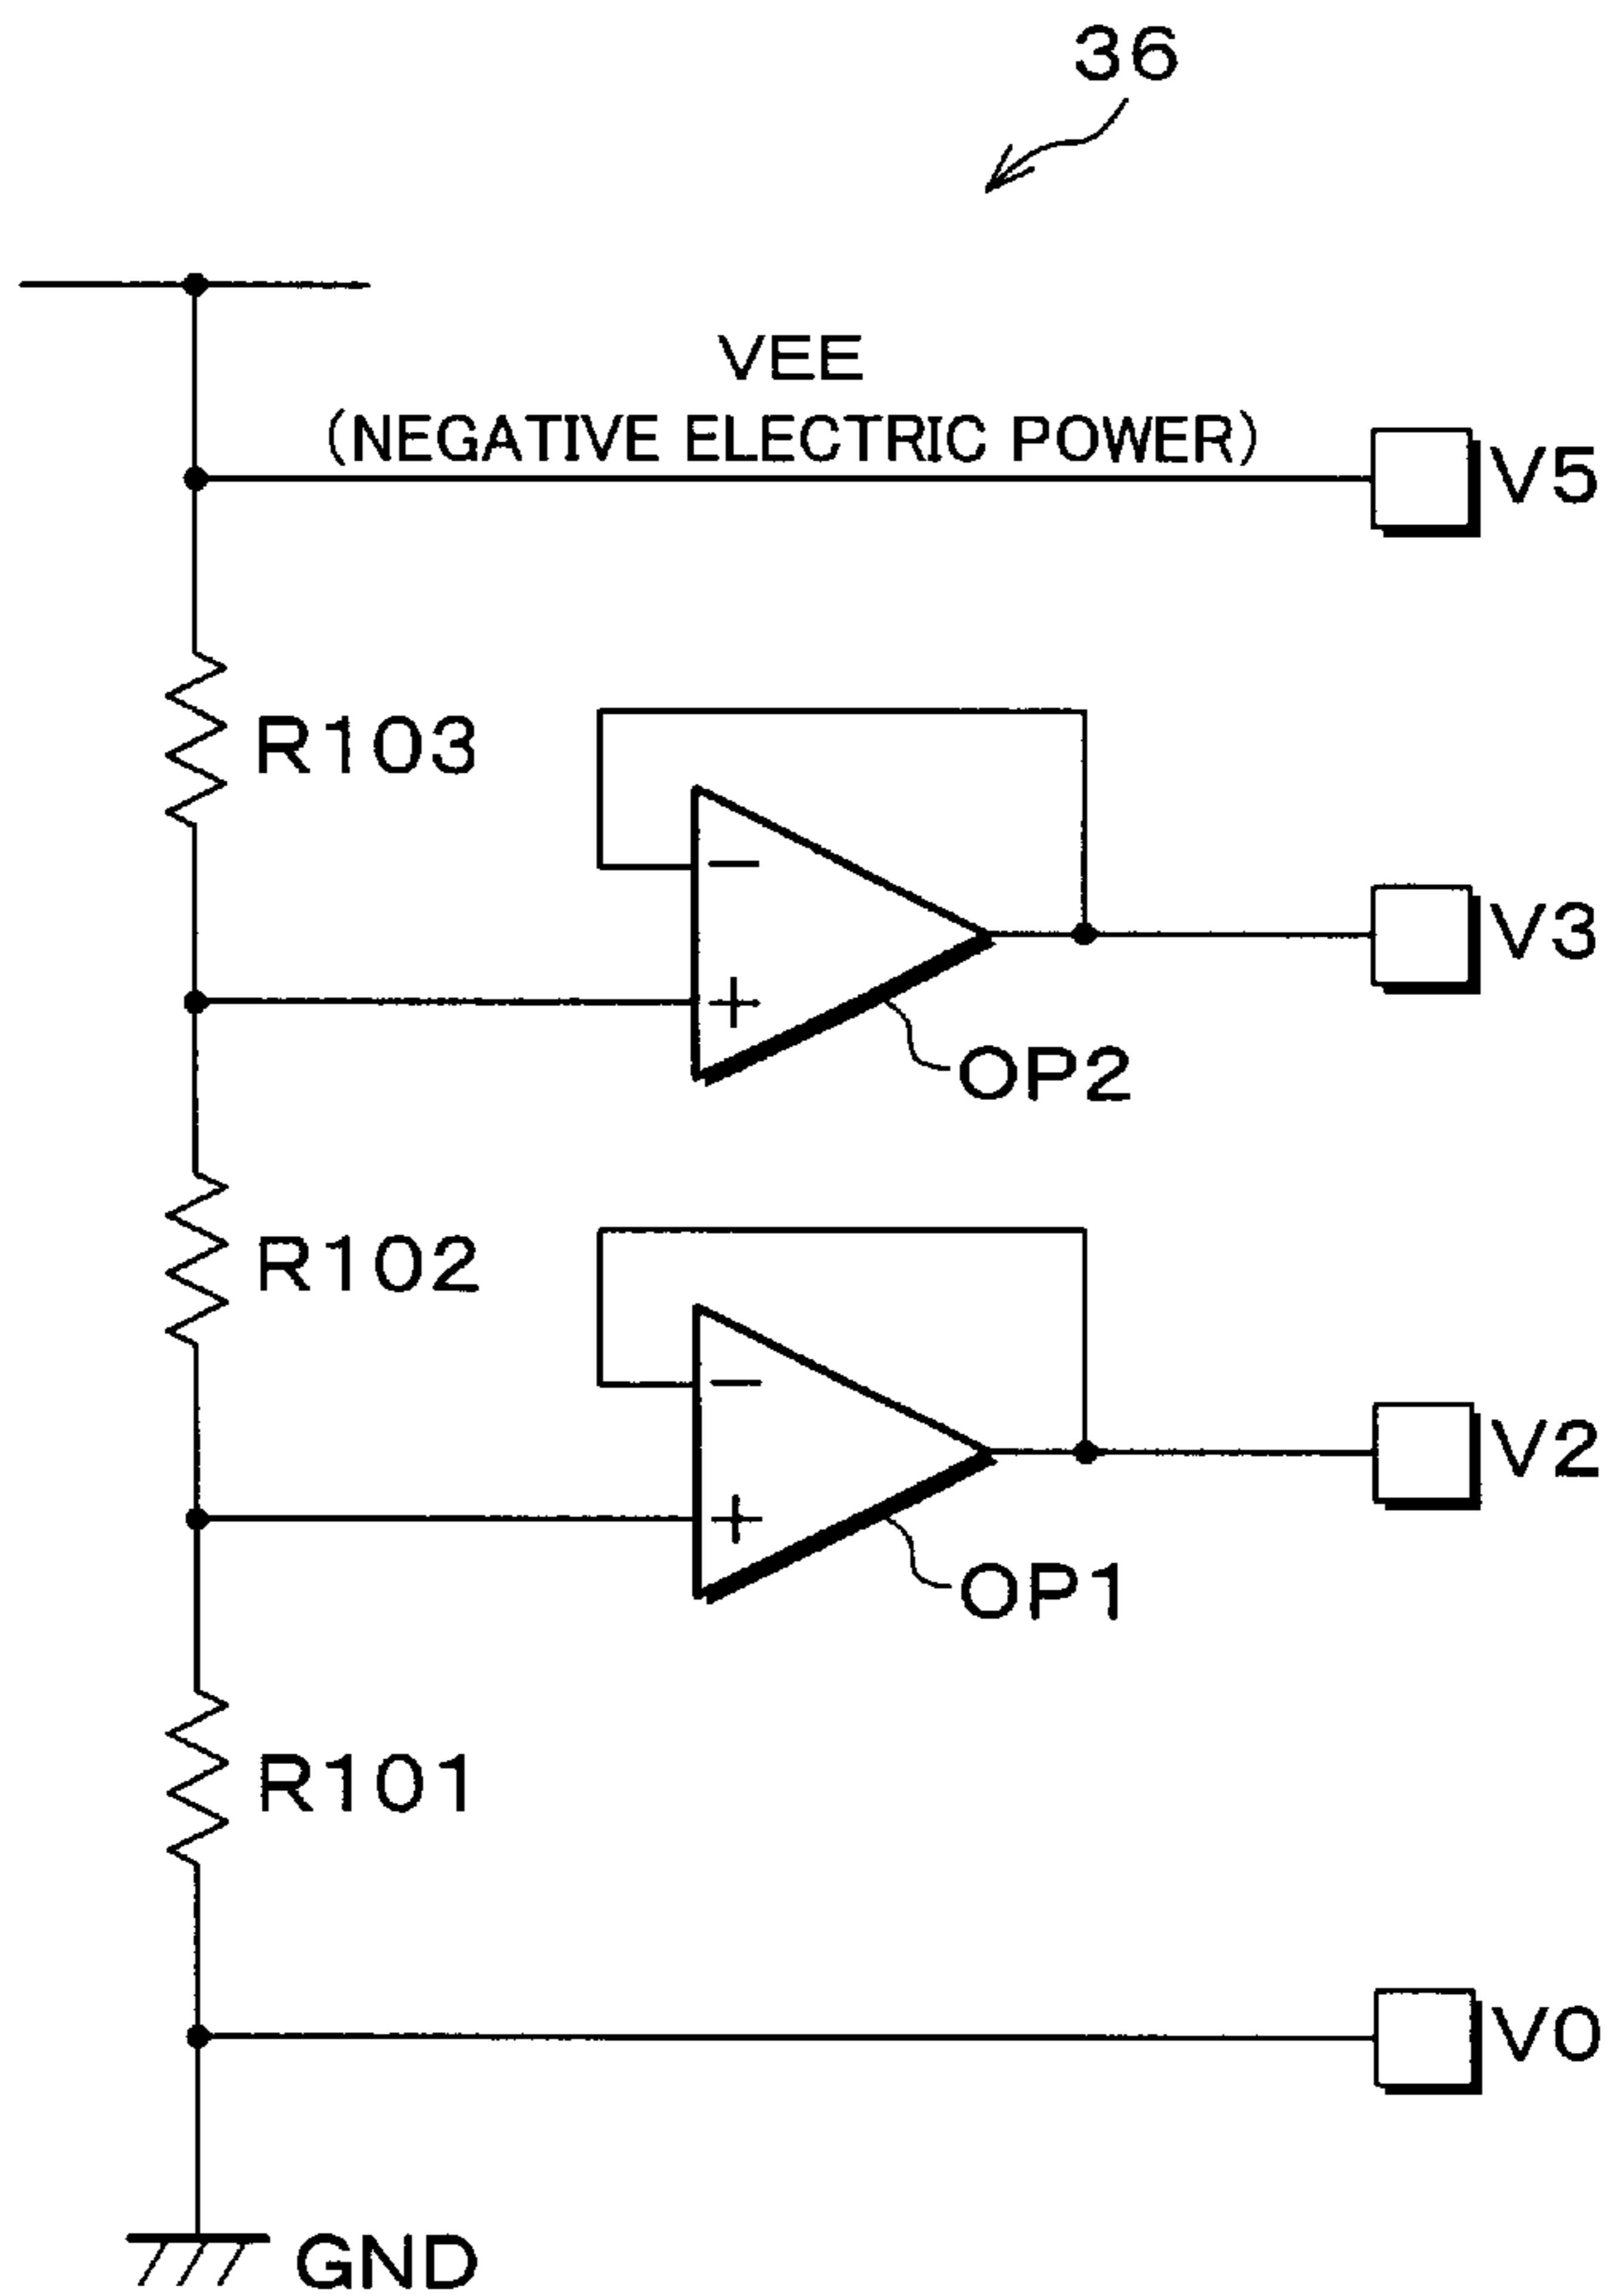 36
VEE
(NEGATIVE ELECTRIC POWER)
V5
R103
−
V3
+
OP2
R102
−
V2
+
OP1
R101
V0
GND